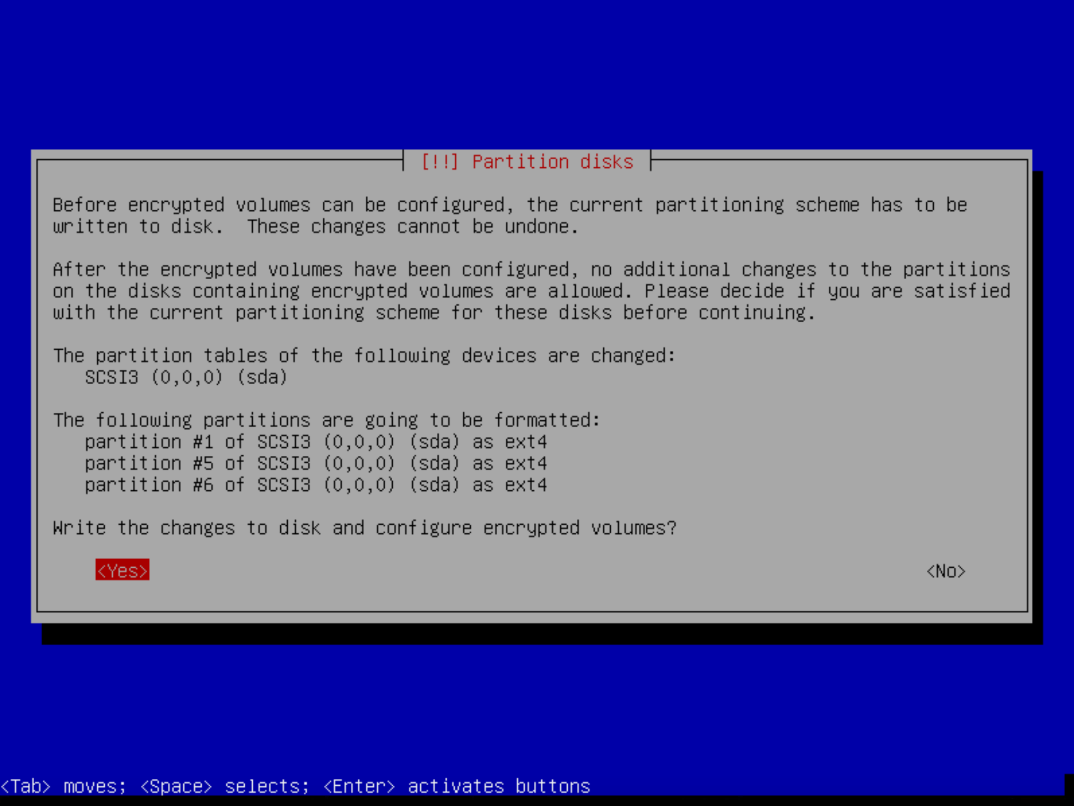 [!!] Partition disks
Before encrypted volumes can be configured, the current partitioning scheme has to be
written to disk.  These changes cannot be undone.
After the encrypted volumes have been configured, no additional changes to the partitions
on the disks containing encrypted volumes are allowed. Please decide if you are satisfied
with the current partitioning scheme for these disks before continuing.
The partition tables of the following devices are changed:
SCSI3 (0,0,0) (sda)
The following partitions are going to be formatted:
partition #1 of SCSI3 (0,0,0) (sda) as ext4
partition #5 of SCSI3 (0,0,0) (sda) as ext4
partition #6 of SCSI3 (0,0,0) (sda) as ext4
Write the changes to disk and configure encrypted volumes?
<Yes> <No>
<Tab> moves; <Space> selects; <Enter> activates buttons